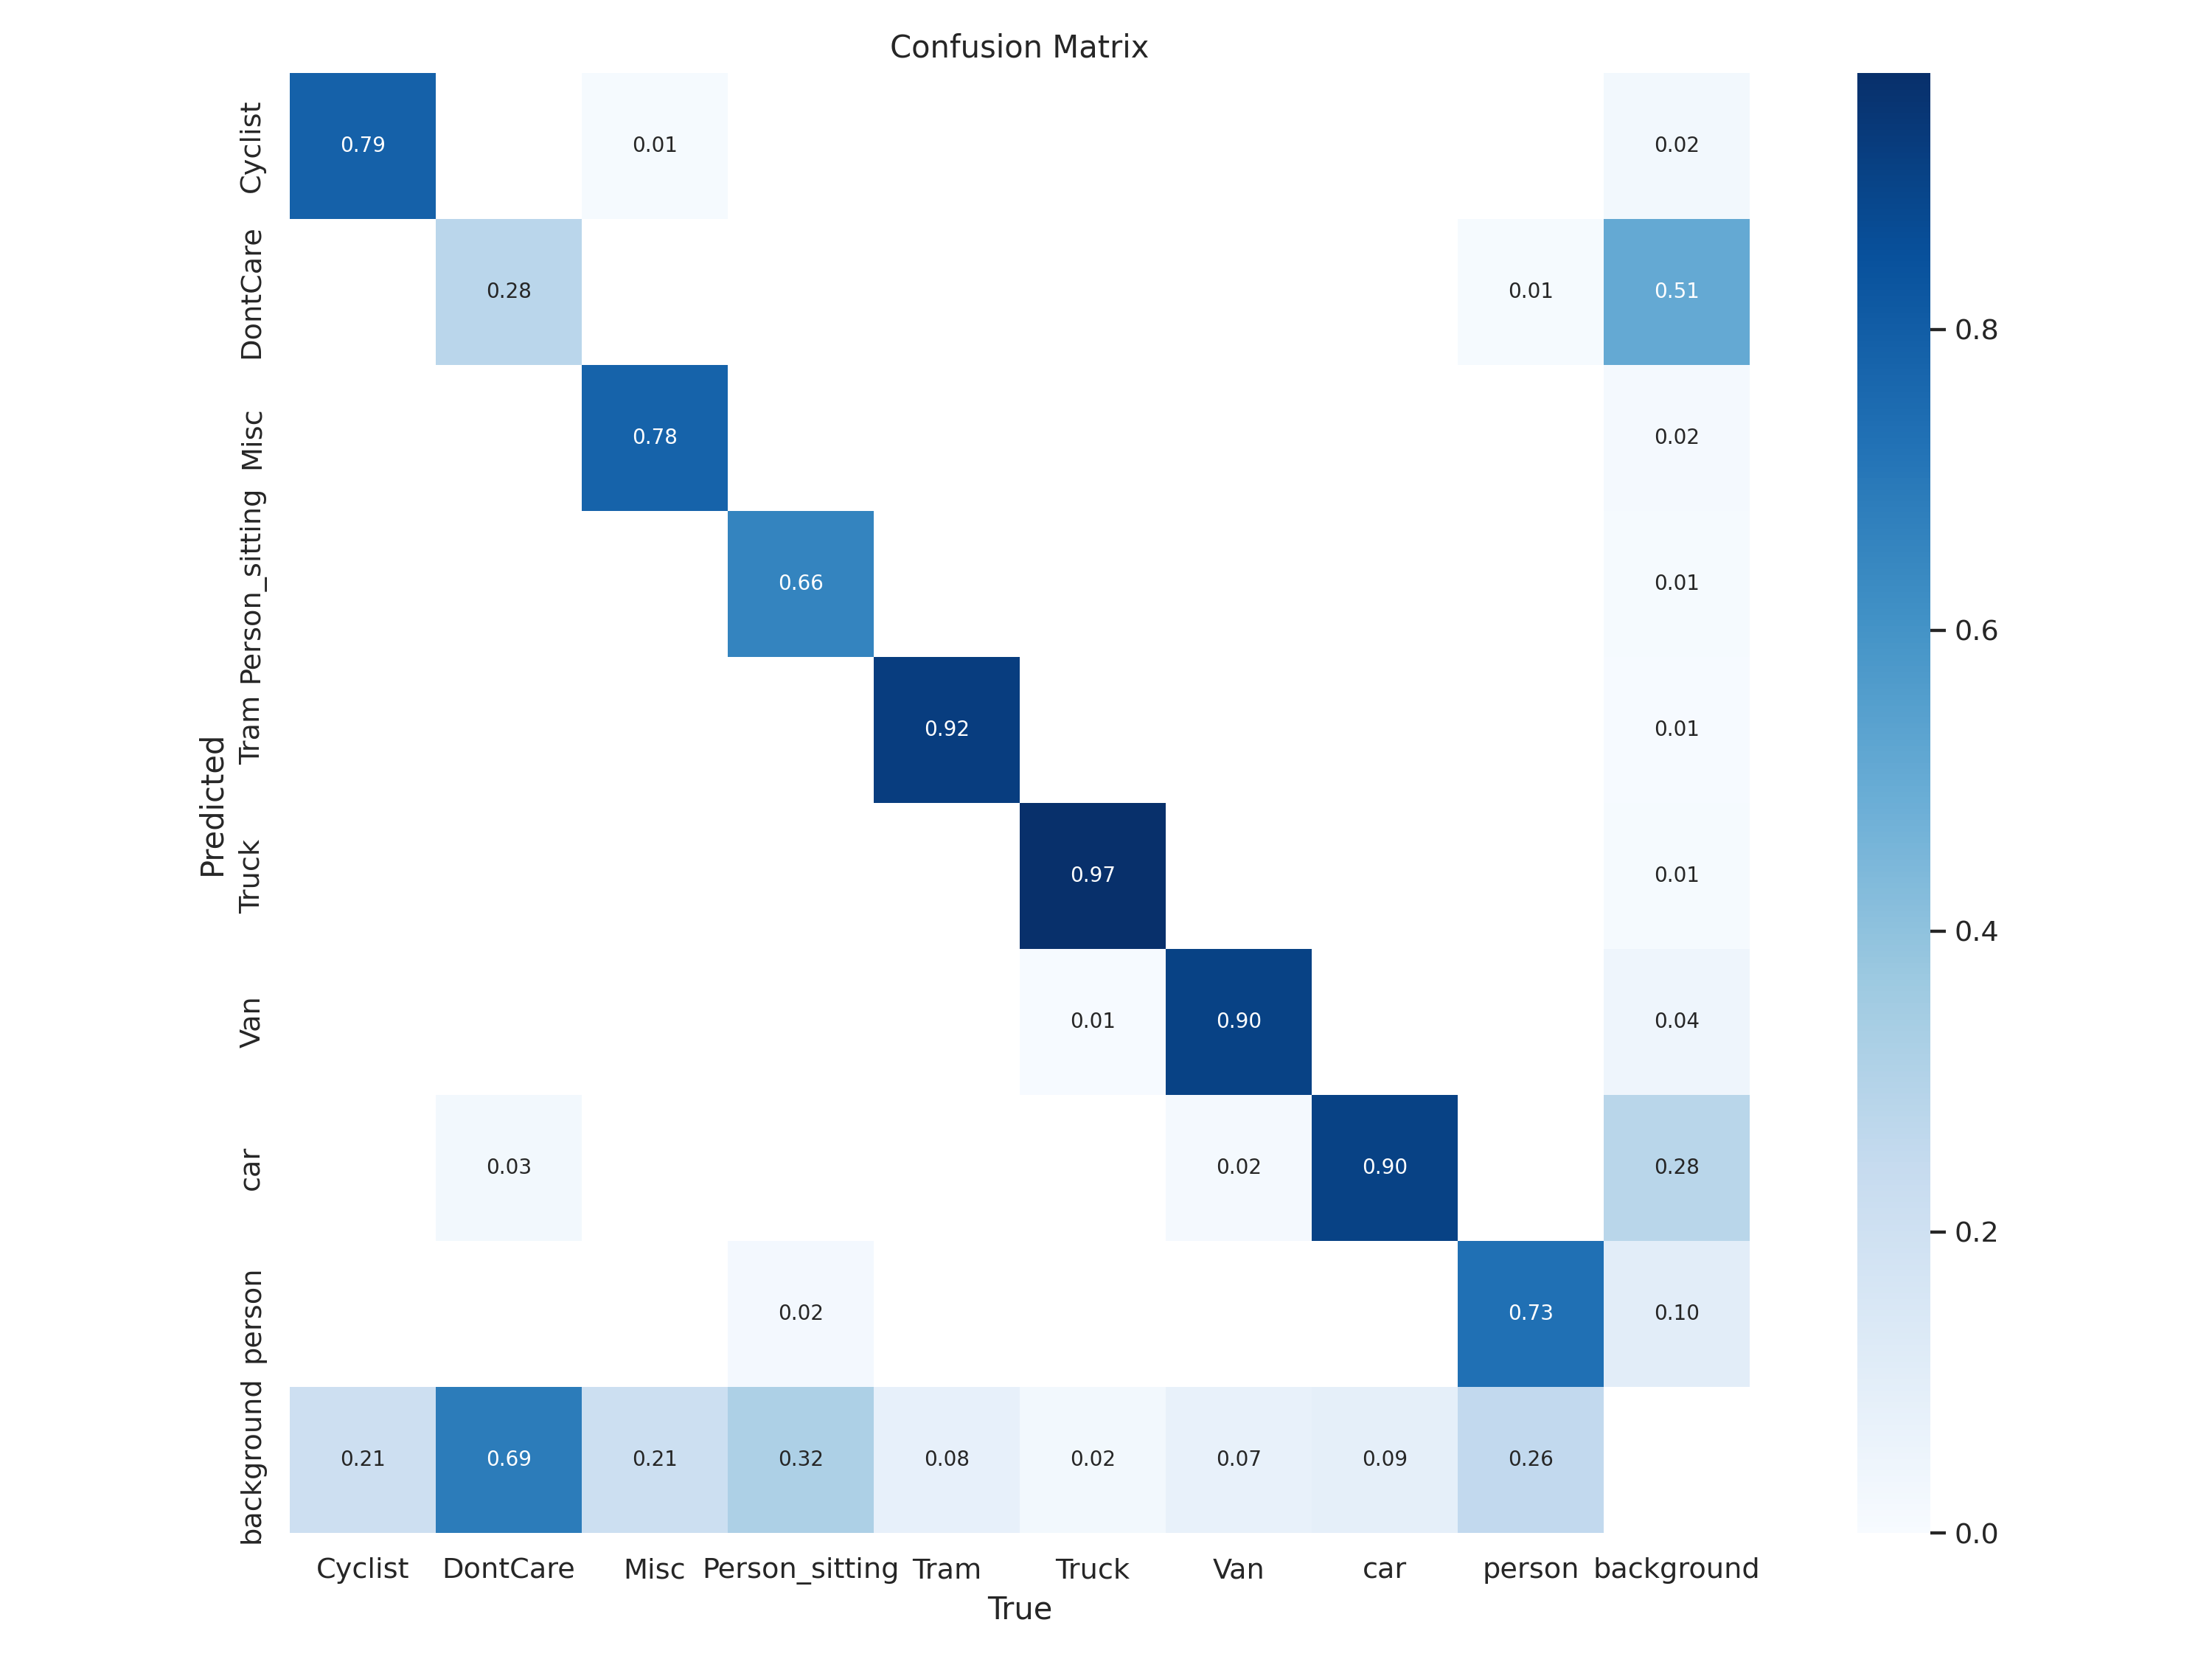 Confusion Matrix
Cyclist
0.79
0.01
0.02
DontCare
0.28
0.01
0.51
0.8
Misc
0.78
0.02
Person_sitting
0.66
0.01
0.6
Tram
0.92
0.01
Predicted
Truck
0.97
0.01
0.4
Van
0.01
0.90
0.04
car
0.03
0.02
0.90
0.28
0.2
person
0.02
0.73
0.10
background
0.21
0.69
0.21
0.32
0.08
0.02
0.07
0.09
0.26
0.0
Cyclist
DontCare
Misc
Person_sitting
Tram
Truck
Van
car
person
background
True